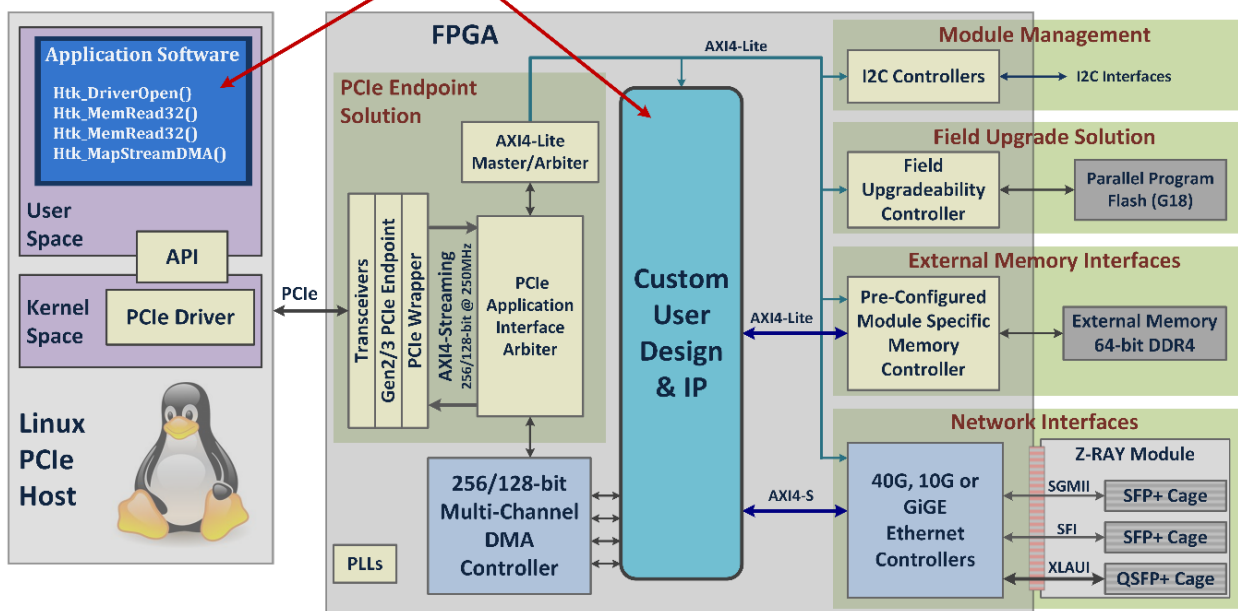 Application Software
Htk_DriverOpen()
Htk_MemRead32()
Htk_MemRead32()
Htk_MapStreamDMA()
User
Space
API
Kernel
Space
PCIe Driver
Linux
PCIe
Host
PCIe
FPGA
PCIe Endpoint
Solution
AXI4-Lite
Master/Arbiter
Transceivers
Gen2/3 PCIe Endpoint
PCIe Wrapper
AXI4-Streaming
256/128-bit @ 250MHz
PCIe
Application
Interface
Arbiter
256/128-bit
Multi-Channel
DMA
Controller
PLLs
AXI4-Lite
Custom
User
Design
& IP
AXI4-Lite
AXI4-S
Module Management
I2C Controllers
I2C Interfaces
Field Upgrade Solution
Field
Upgradeability
Controller
Parallel Program
Flash (G18)
External Memory Interfaces
Pre-Configured
Module Specific
Memory
Controller
External Memory
64-bit DDR4
Network Interfaces
40G, 10G or
GiGE
Ethernet
Controllers
Z-RAY Module
SGMII
SFP+ Cage
SFI
SFP+ Cage
XLAUI
QSFP+ Cage